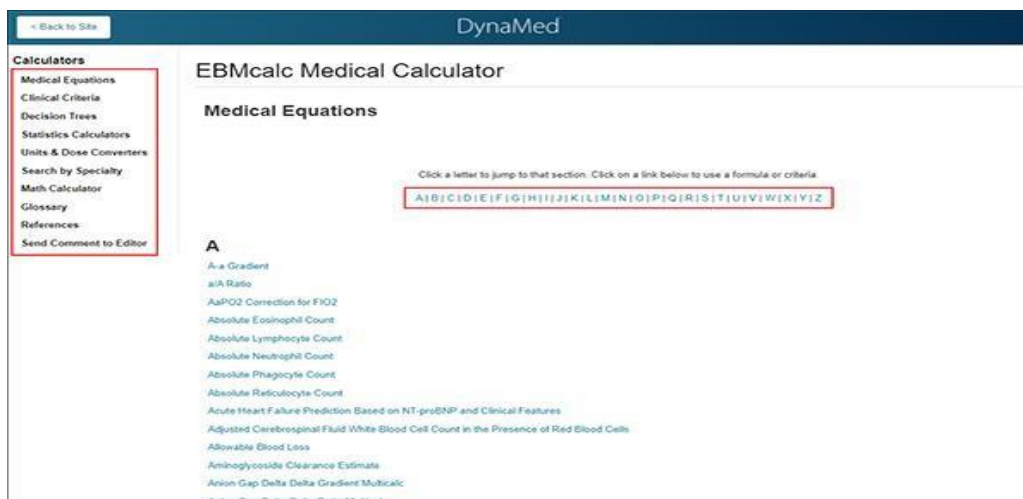 < Back to Site
DynaMed
Calculators
Medical Equations
Clinical Criteria
Decision Trees
Statistics Calculators
Units & Dose Converters
Search by Specialty
Math Calculator
Glossary
References
Send Comment to Editor
EBMcalc Medical Calculator
Medical Equations
Click a letter to jump to that section. Click on a link below to use a formula or criteria
A|B|C|D|E|F|G|H|I|J|K|L|M|N|O|P|Q|R|S|T|U|V|W|X|Y|Z
A
A-a Gradient
a/A Ratio
AaPO2 Correction for FIO2
Absolute Eosinophil Count
Absolute Lymphocyte Count
Absolute Neutrophil Count
Absolute Phagocyte Count
Absolute Reticulocyte Count
Acute Heart Failure Prediction Based on NT-proBNP and Clinical Features
Adjusted Cerebrospinal Fluid White Blood Cell Count in the Presence of Red Blood Cells
Allowable Blood Loss
Aminoglycoside Clearance Estimate
Anion Gap Delta Delta Gradient Multicalc